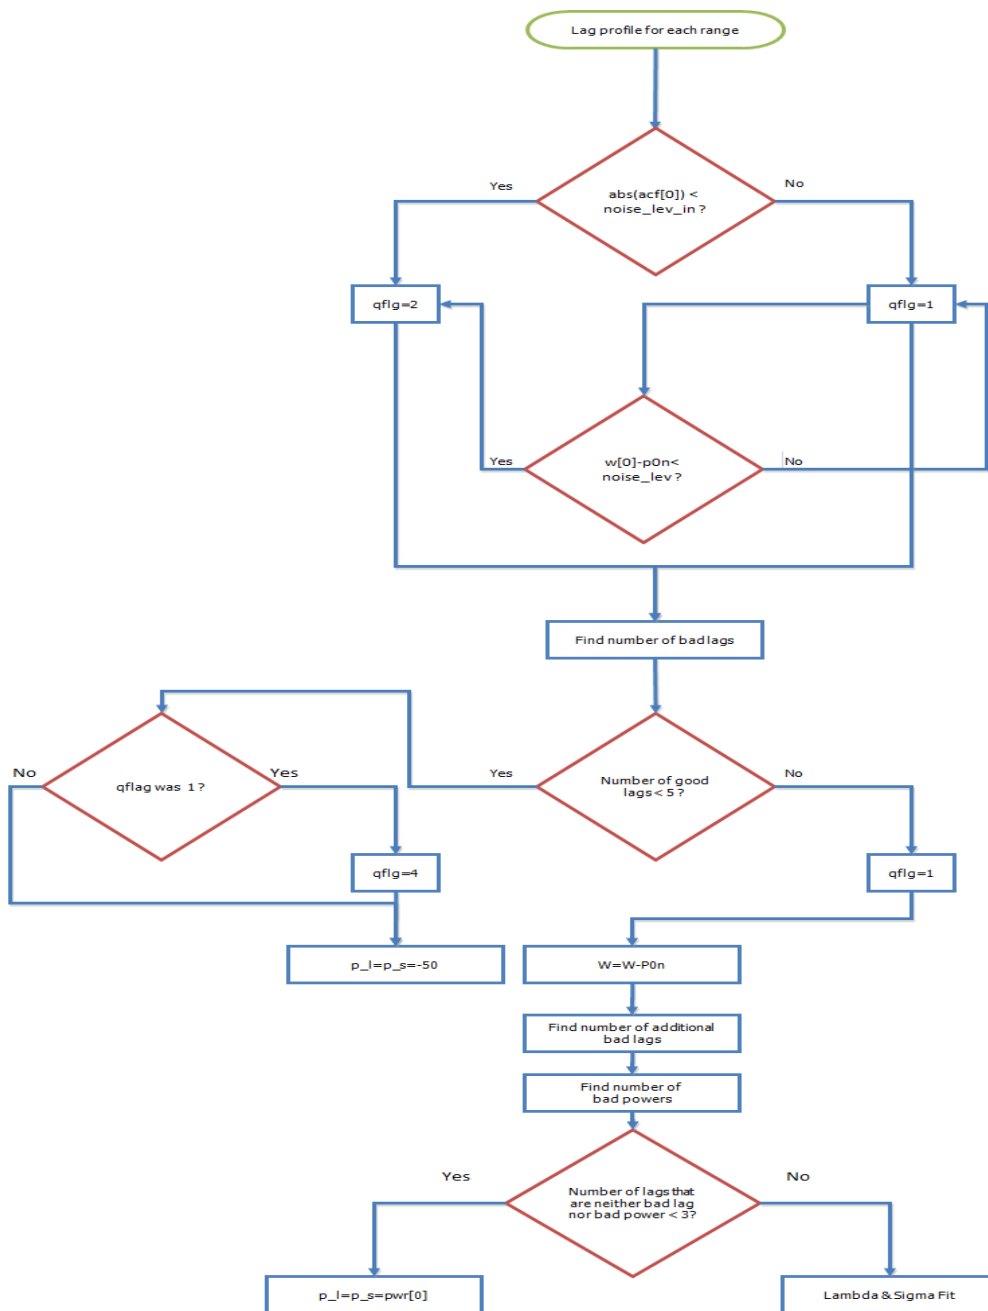 Lag profile for each range
Yes
No
abs(acf[0]) <
noise_lev_in ?
qflg=2
qflg=1
Yes
No
w[0]-p0n<
noise_lev ?
Find number of bad lags
No
Yes
qflag was 1 ?
Yes
No
Number of good
lags < 5 ?
qflg=4
qflg=1
p_l=p_s=-50
W=W-P0n
Find number of additional
bad lags
Find number of
bad powers
Yes
No
Number of lags that
are neither bad lag
nor bad power < 3?
p_l=p_s=pwr[0]
Lambda & Sigma Fit